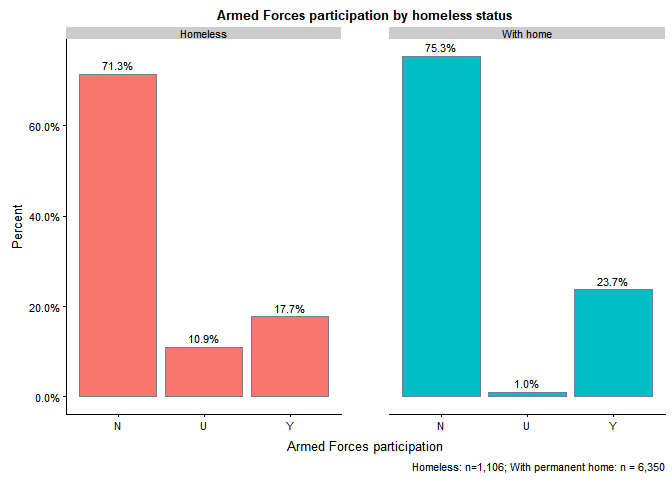 Armed Forces participation by homeless status
Homeless
With home
71.3%
10.9%
17.7%
75.3%
1.0%
23.7%
Percent
60.0%
40.0%
20.0%
0.0%
N
U
Y
N
U
Y
Armed Forces participation
Homeless: n=1,106; With permanent home: n = 6,350